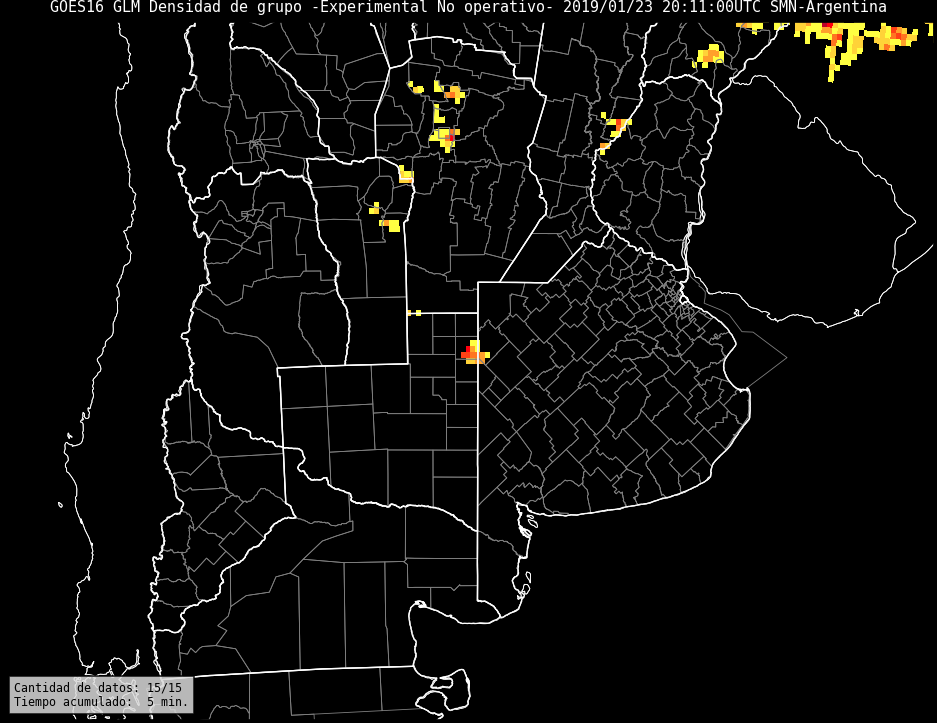 GOES16 GLM Densidad de grupo -Experimental No operativo- 2019/01/23 20:11:00UTC SMN-Argentina
Cantidad de datos: 15/15
Tiempo acumulado:  5 min.